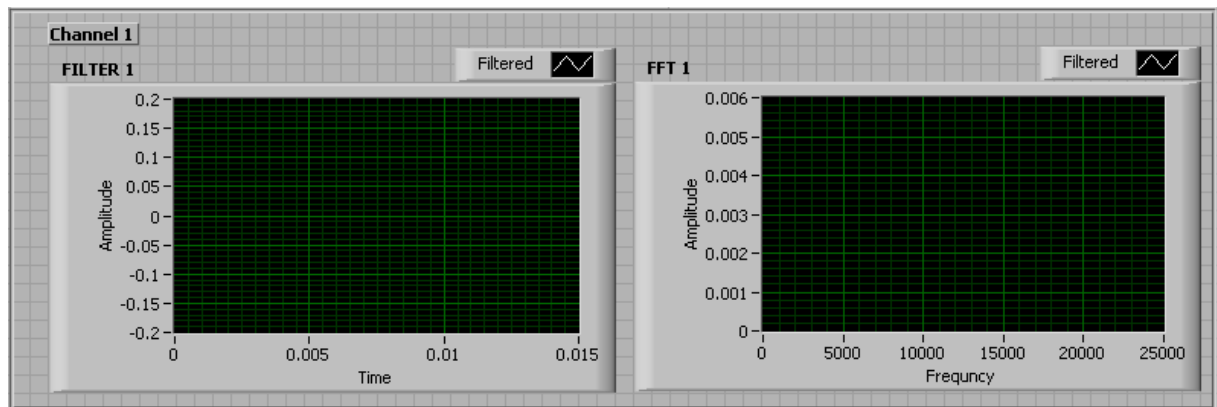 Channel 1
FILTER 1
Filtered
0.2
0.15
0.1
0.05
0
-0.05
-0.1
-0.15
-0.2
Amplitude
0
0.005
0.01
0.015
Time
FFT 1
Filtered
0.006
0.005
0.004
0.003
0.002
0.001
0
Amplitude
0
5000
10000
15000
20000
25000
Frequncy